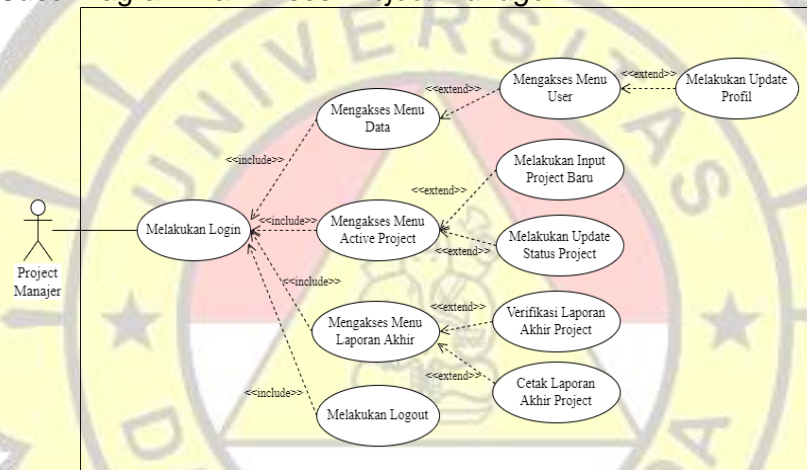 Mengakses Menu
User
<<extend>>
Melakukan Update
Profil
<<extend>>
Mengakses Menu
Data
<<include>>
Melakukan Input
Project Baru
<<extend>>
Project
Manajer
Melakukan Login
<<include>>
Mengakses Menu
Active Project
<<extend>>
Melakukan Update
Status Project
<<include>>
Mengakses Menu
Laporan Akhir
<<extend>>
Verifikasi Laporan
Akhir Project
<<extend>>
Cetak Laporan
Akhir Project
<<include>>
Melakukan Logout
UNIVERSITAS